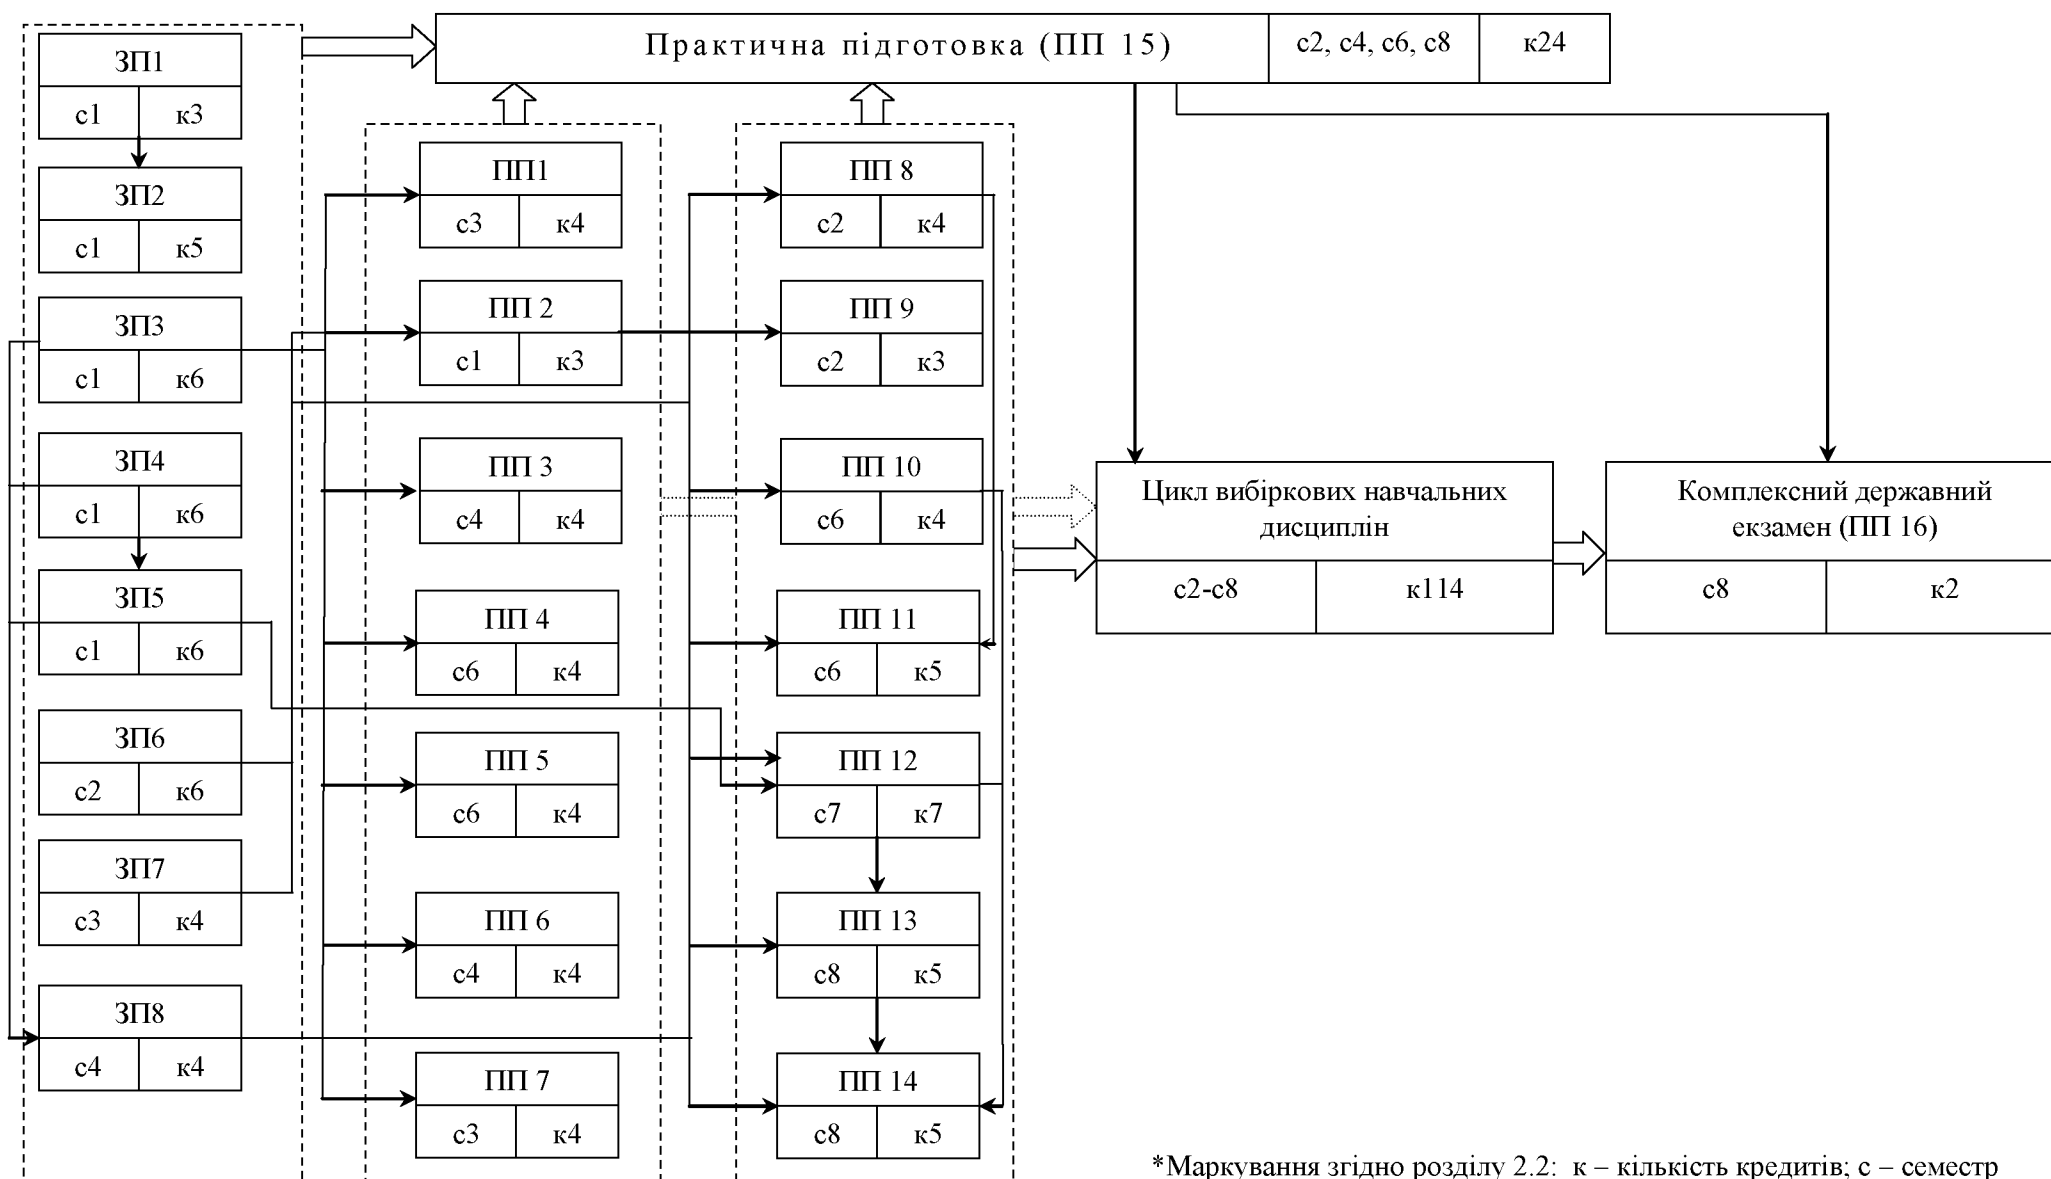 Практична підготовка (ПП 15)
с2, с4, с6, с8
к24
ЗП1
с1
к3
ЗП2
с1
к5
ЗП3
с1
к6
ЗП4
с1
к6
ЗП5
с1
к6
ЗП6
с2
к6
ЗП7
с3
к4
ЗП8
с4
к4
ПП1
с3
к4
ПП 2
с1
к3
ПП 3
с4
к4
ПП 4
с6
к4
ПП 5
с6
к4
ПП 6
с4
к4
ПП 7
с3
к4
ПП 8
с2
к4
ПП 9
с2
к3
ПП 10
с6
к4
ПП 11
с6
к5
ПП 12
с7
к7
ПП 13
с8
к5
ПП 14
с8
к5
Цикл вибіркових навчальних
дисциплін
с2-с8
к114
Комплексний державний
екзамен (ПП 16)
с8
к2
*Маркування згідно розділу 2.2: к – кількість кредитів; с – семестр